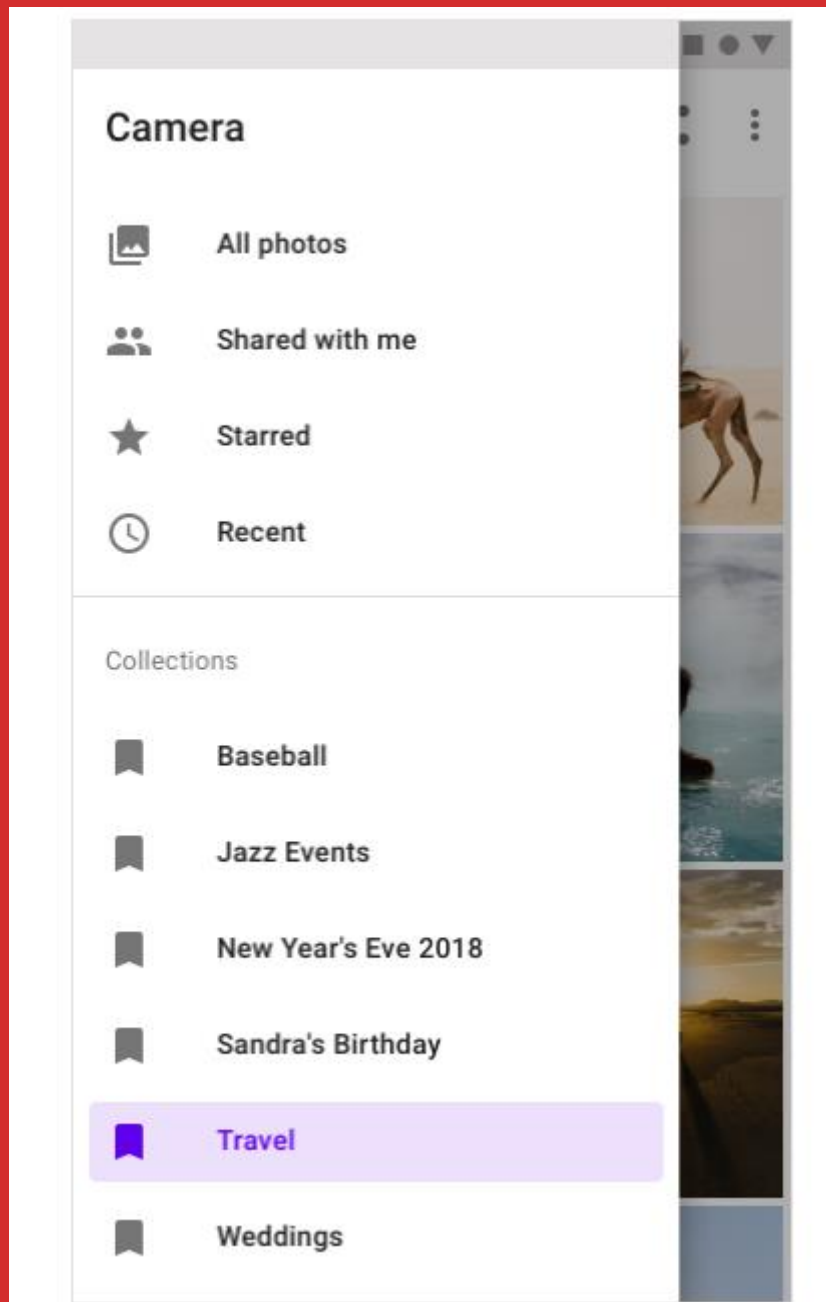 Camera
All photos
Shared with me
Starred
Recent
Collections
Baseball
Jazz Events
New Year's Eve 2018
Sandra's Birthday
Travel
Weddings